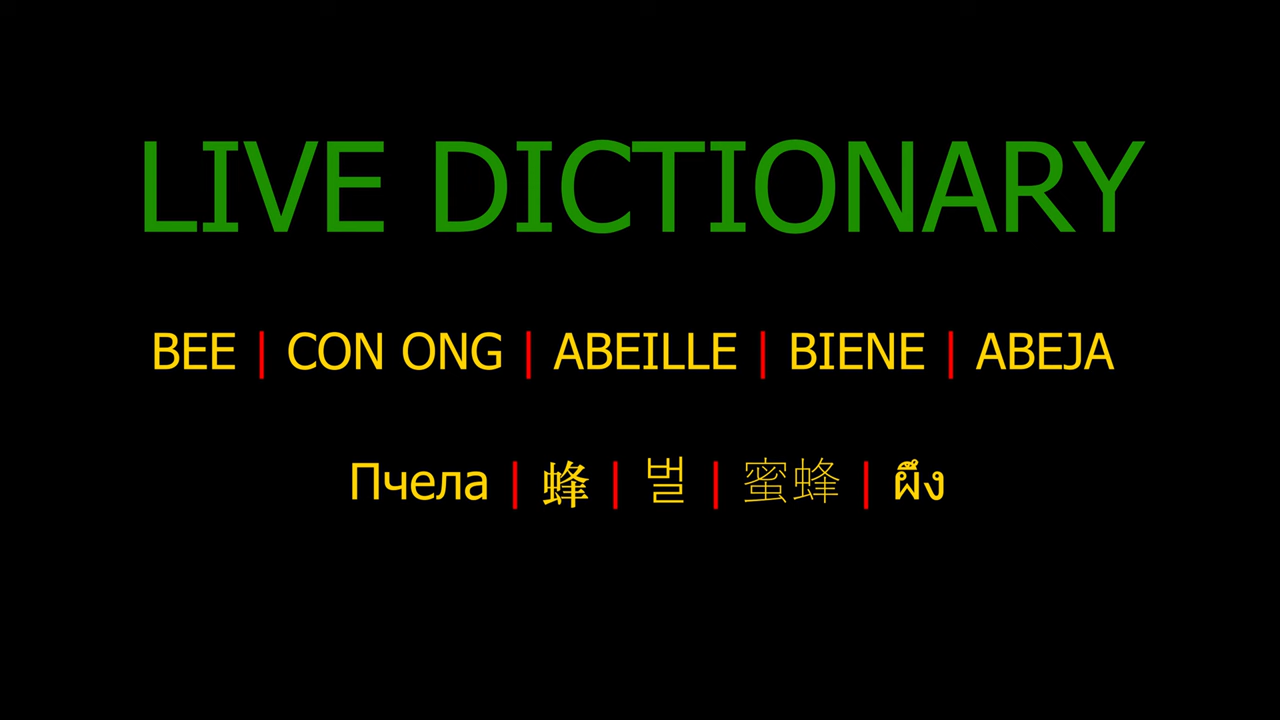 LIVE DICTIONARY
BEE | CON ONG | ABEILLE | BIENE | ABEJA
Пчела | 蜂 | 벌 | 蜜蜂 | ผึ้ง